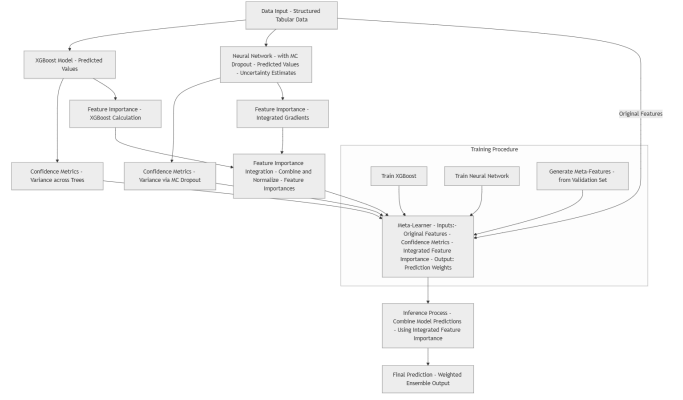 Data Input - Structured
Tabular Data
XGBoost Model - Predicted
Values
Neural Network - with MC
Dropout - Predicted Values
- Uncertainty Estimates
Feature Importance -
XGBoost Calculation
Feature Importance -
Integrated Gradients
Original Features
Training Procedure
Confidence Metrics -
Variance across Trees
Confidence Metrics -
Variance via MC Dropout
Feature Importance
Integration - Combine and
Normalize - Feature
Importances
Train XGBoost
Train Neural Network
Generate Meta-Features -
from Validation Set
Meta-Learner - Inputs:-
Original Features -
Confidence Metrics -
Integrated Feature
Importance - Output:
Prediction Weights
Inference Process -
Combine Model Predictions
- Using Integrated Feature
Importance
Final Prediction - Weighted
Ensemble Output